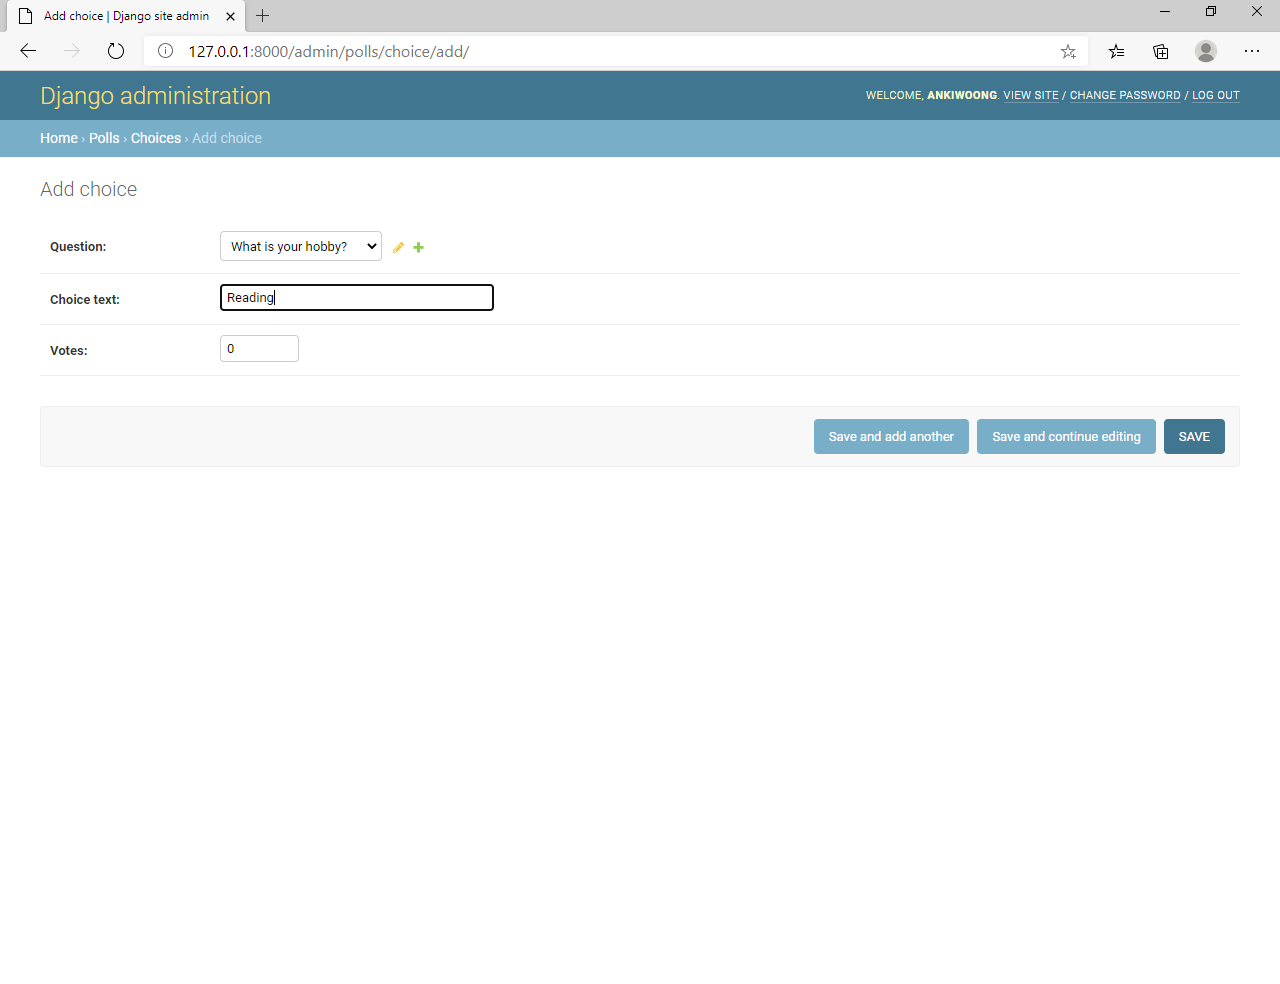 Add choice | Django site admin
127.0.0.1:8000/admin/polls/choice/add/
Django administration
WELCOME, ANKIWOONG. VIEW SITE / CHANGE PASSWORD / LOG OUT
Home › Polls › Choices › Add choice
Add choice
Question: What is your hobby?
Choice text: Reading
Votes: 0
Save and add another Save and continue editing SAVE